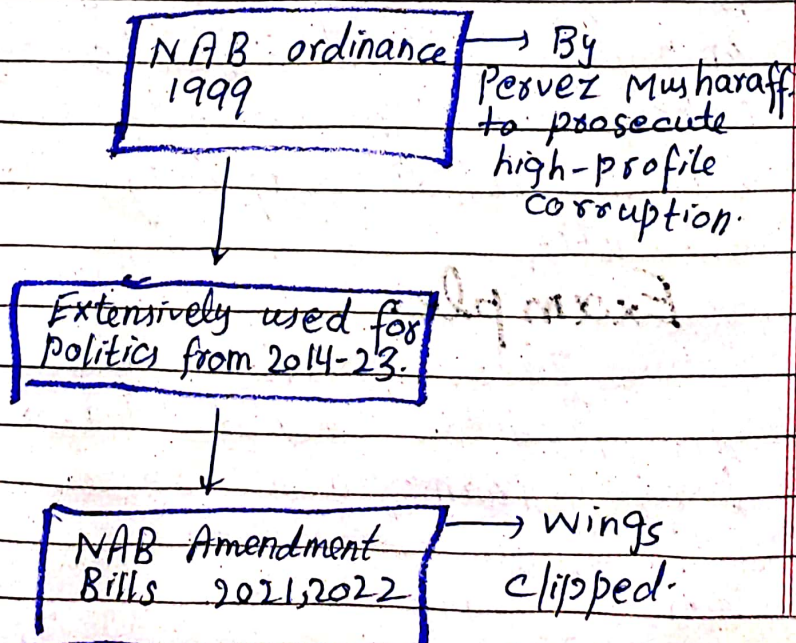 NAB ordinance → By
1999
Pervez Musharaff
to prosecute
high-profile
corruption.
Extensively used for
Politics from 2014-23.
NAB Amendment → Wings
Bills 2021,2022 clipped.